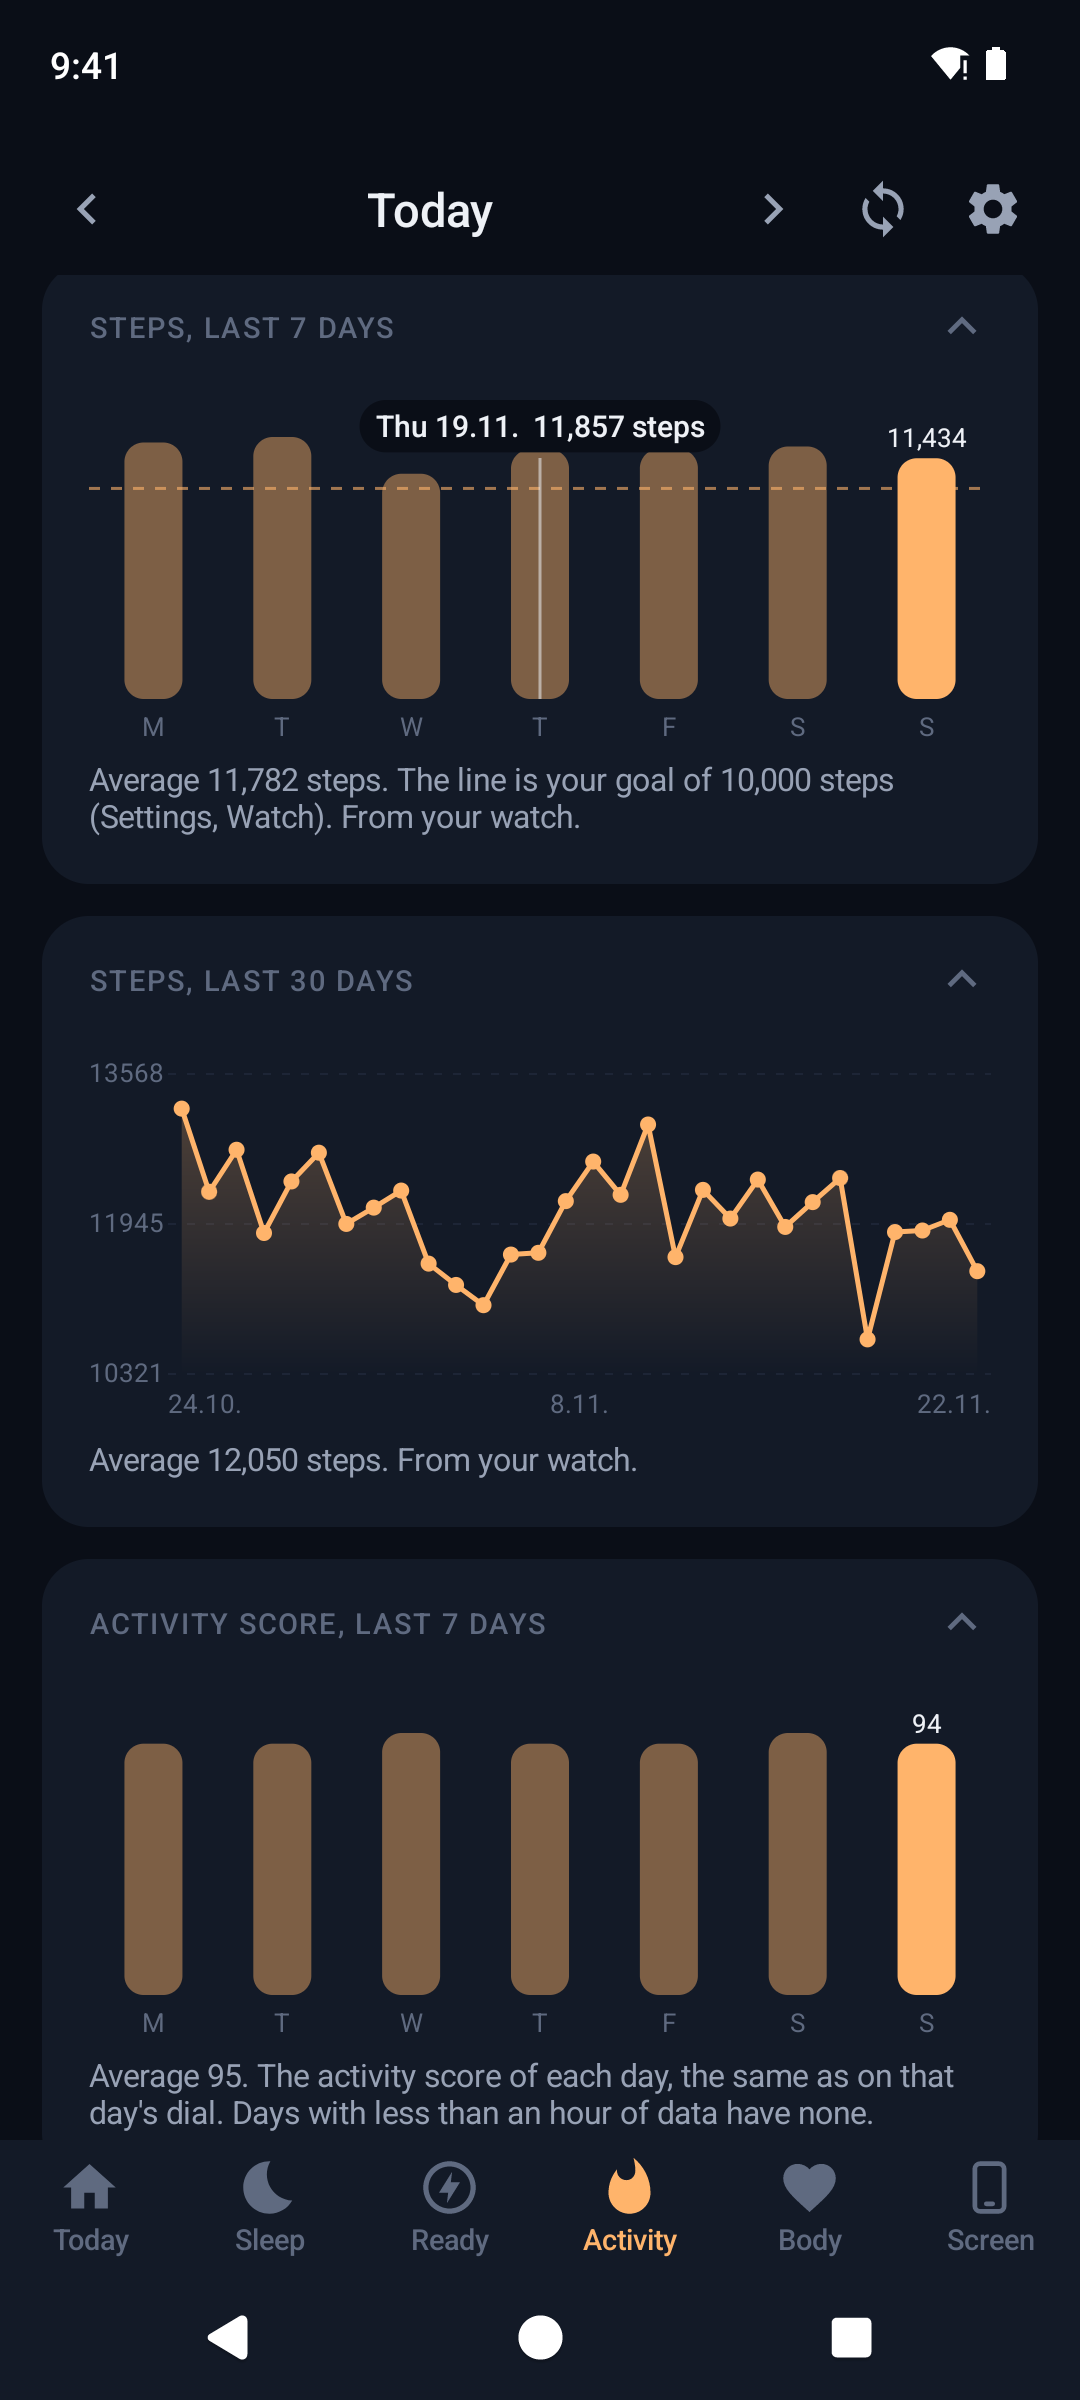 9:41
Today
STEPS, LAST 7 DAYS
Thu 19.11.  11,857 steps
11,434
M T W T F S S
Average 11,782 steps. The line is your goal of 10,000 steps
(Settings, Watch). From your watch.
STEPS, LAST 30 DAYS
13568
11945
10321
24.10. 8.11. 22.11.
Average 12,050 steps. From your watch.
ACTIVITY SCORE, LAST 7 DAYS
94
M T W T F S S
Average 95. The activity score of each day, the same as on that
day's dial. Days with less than an hour of data have none.
Today Sleep Ready Activity Body Screen